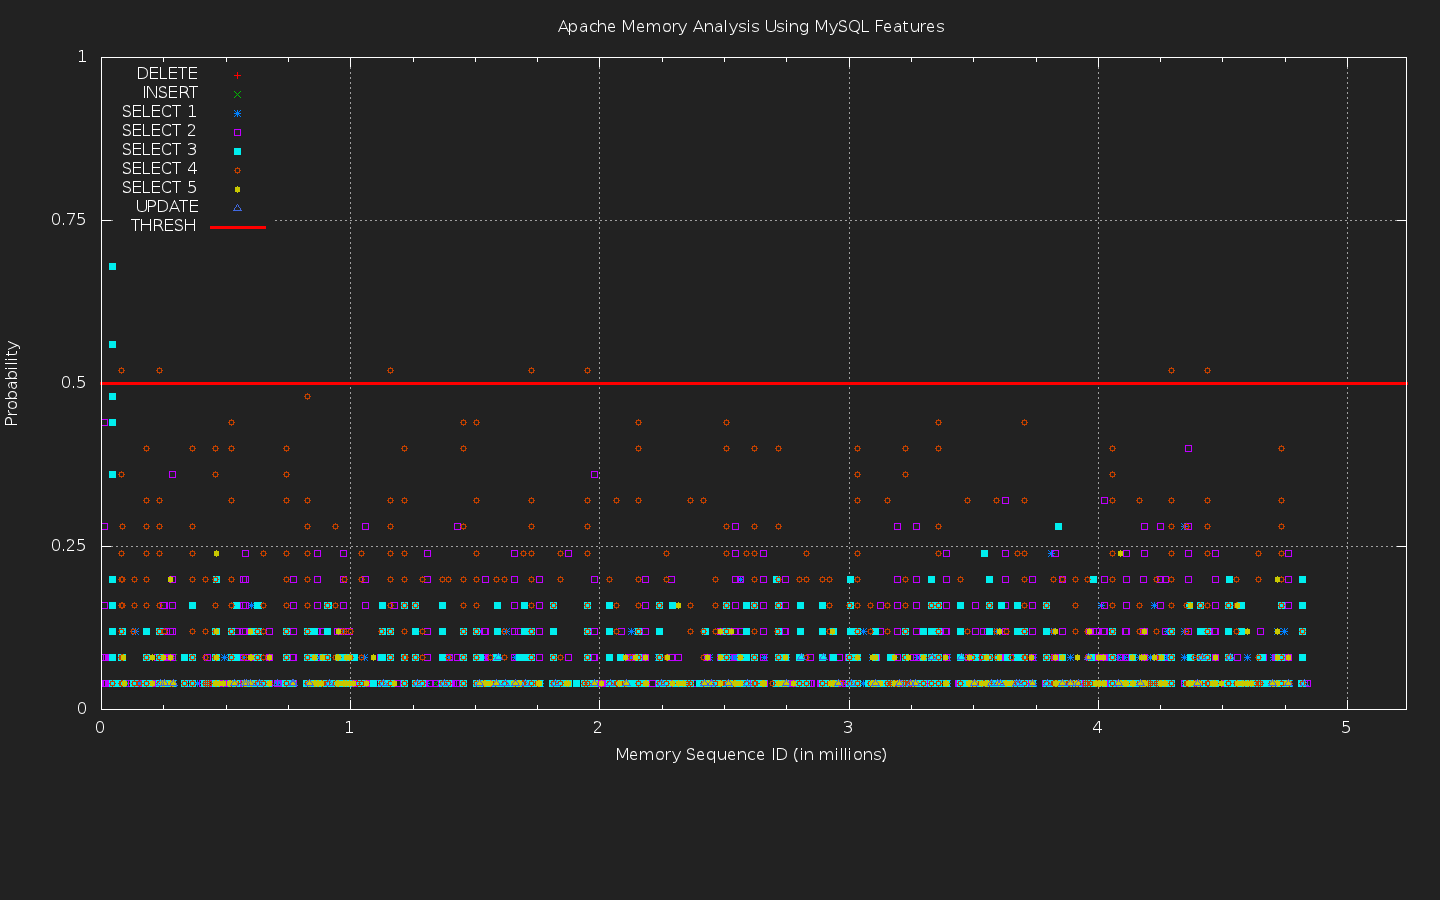 Apache Memory Analysis Using MySQL Features
1
DELETE
INSERT
SELECT 1
SELECT 2
SELECT 3
SELECT 4
SELECT 5
UPDATE
THRESH
0.75
0.5
0.25
0
Probability
0 1 2 3 4 5
Memory Sequence ID (in millions)